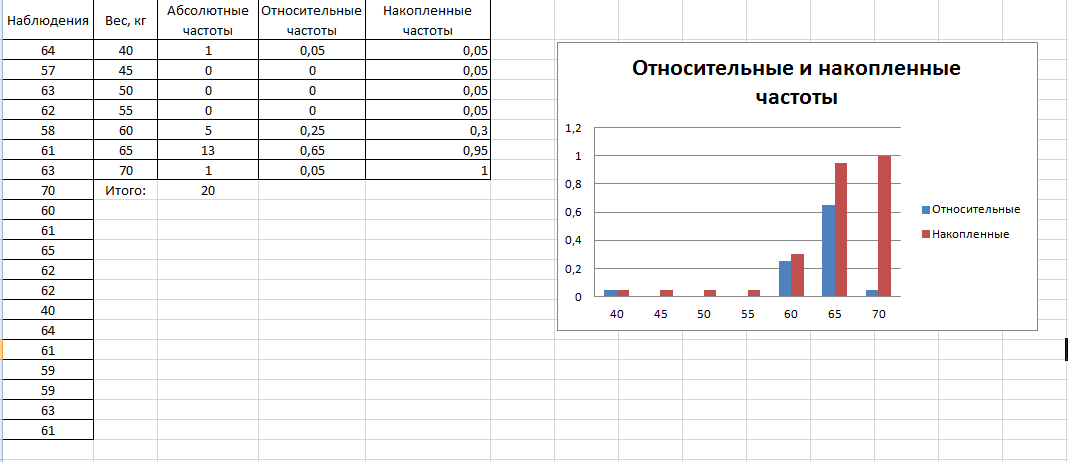 Наблюдения Вес, кг Абсолютные частоты Относительные частоты Накопленные частоты
64 40 1 0,05 0,05
57 45 0 0 0,05
63 50 0 0 0,05
62 55 0 0 0,05
58 60 5 0,25 0,3
61 65 13 0,65 0,95
63 70 1 0,05 1
70 Итого: 20
60
61
65
62
62
40
64
61
59
59
63
61
Относительные и накопленные
частоты
1,2
1
0,8
0,6
0,4
0,2
0
40 45 50 55 60 65 70
Относительные
Накопленные